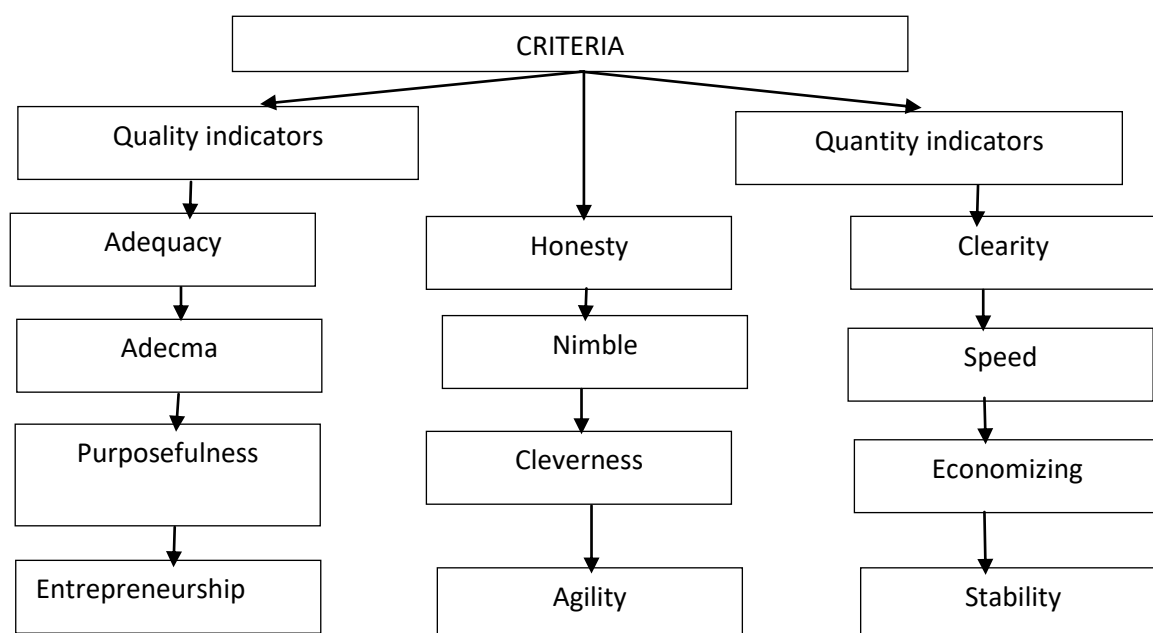 CRITERIA
Quality indicators
Quantity indicators
Adequacy
Honesty
Clearity
Adecma
Nimble
Speed
Purposefulness
Cleverness
Economizing
Entrepreneurship
Agility
Stability